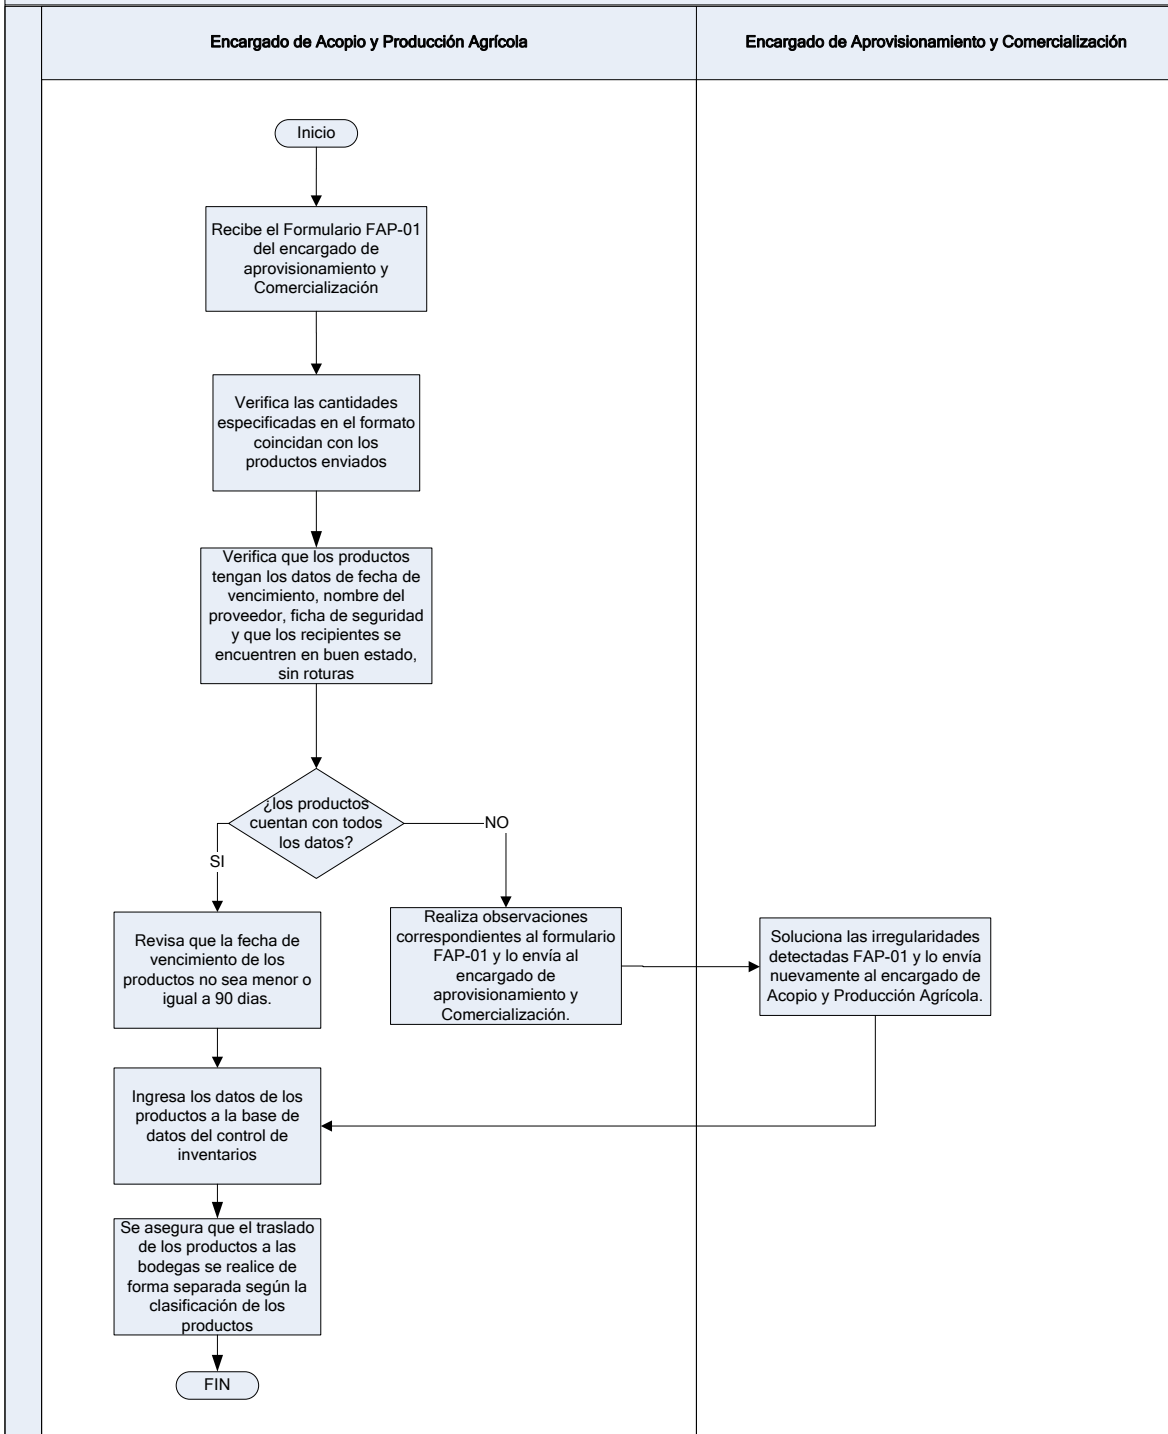 Encargado de Acopio y Producción Agrícola
Encargado de Aprovisionamiento y Comercialización
Inicio
Recibe el Formulario FAP-01
del encargado de
aprovisionamiento y
Comercialización
Verifica las cantidades
especificadas en el formato
coincidan con los
productos enviados
Verifica que los productos
tengan los datos de fecha de
vencimiento, nombre del
proveedor, ficha de seguridad
y que los recipientes se
encuentren en buen estado,
sin roturas
¿los productos
cuentan con todos
los datos?
NO
SI
Revisa que la fecha de
vencimiento de los
productos no sea menor o
igual a 90 dias.
Realiza observaciones
correspondientes al formulario
FAP-01 y lo envía al
encargado de
aprovisionamiento y
Comercialización.
Soluciona las irregularidades
detectadas FAP-01 y lo envía
nuevamente al encargado de
Acopio y Producción Agrícola.
Ingresa los datos de los
productos a la base de
datos del control de
inventarios
Se asegura que el traslado
de los productos a las
bodegas se realice de
forma separada según la
clasificación de los
productos
FIN